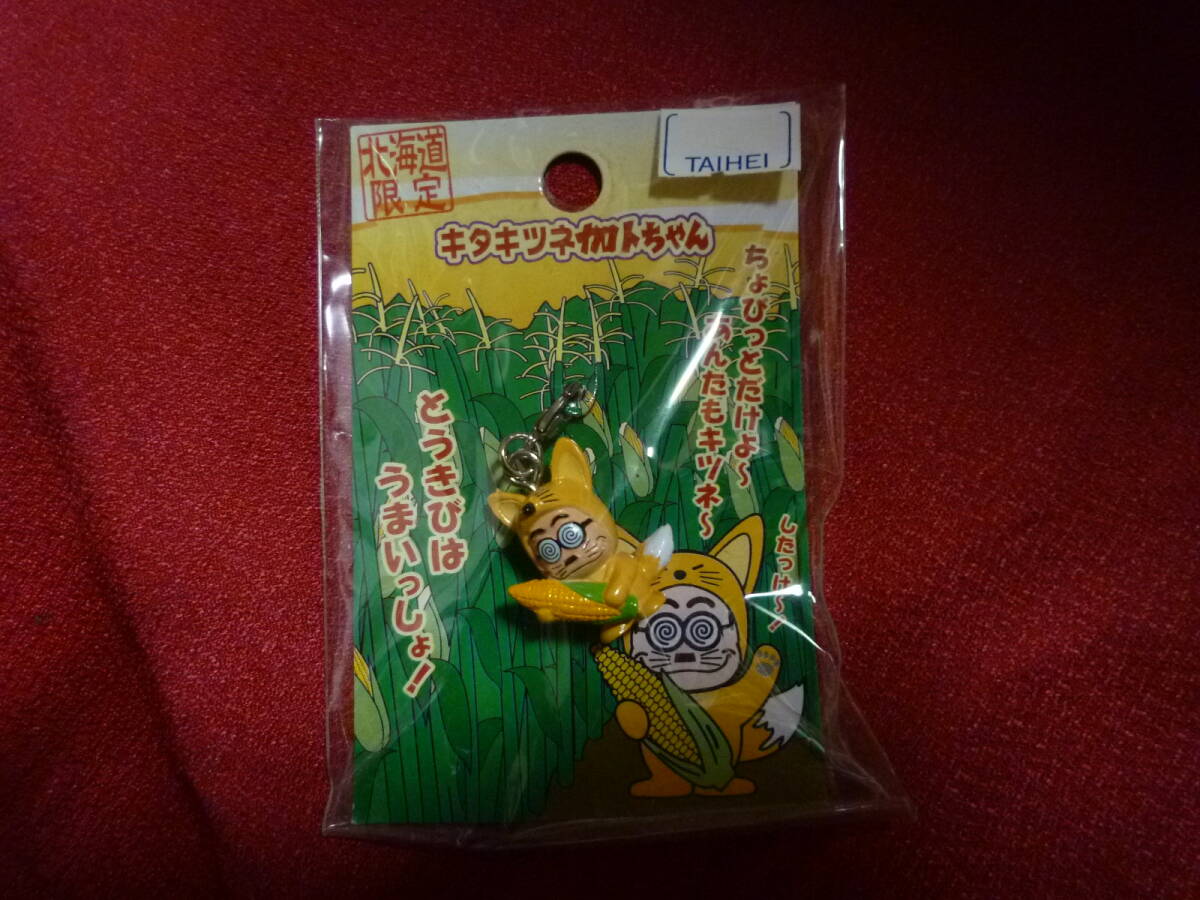 北海道
限定
TAIHEI
キタキツネカトちゃん
ちょびっとだけよ～
あんたもキツネ～
したっけ～!
とうきびは
うまいっしょ!